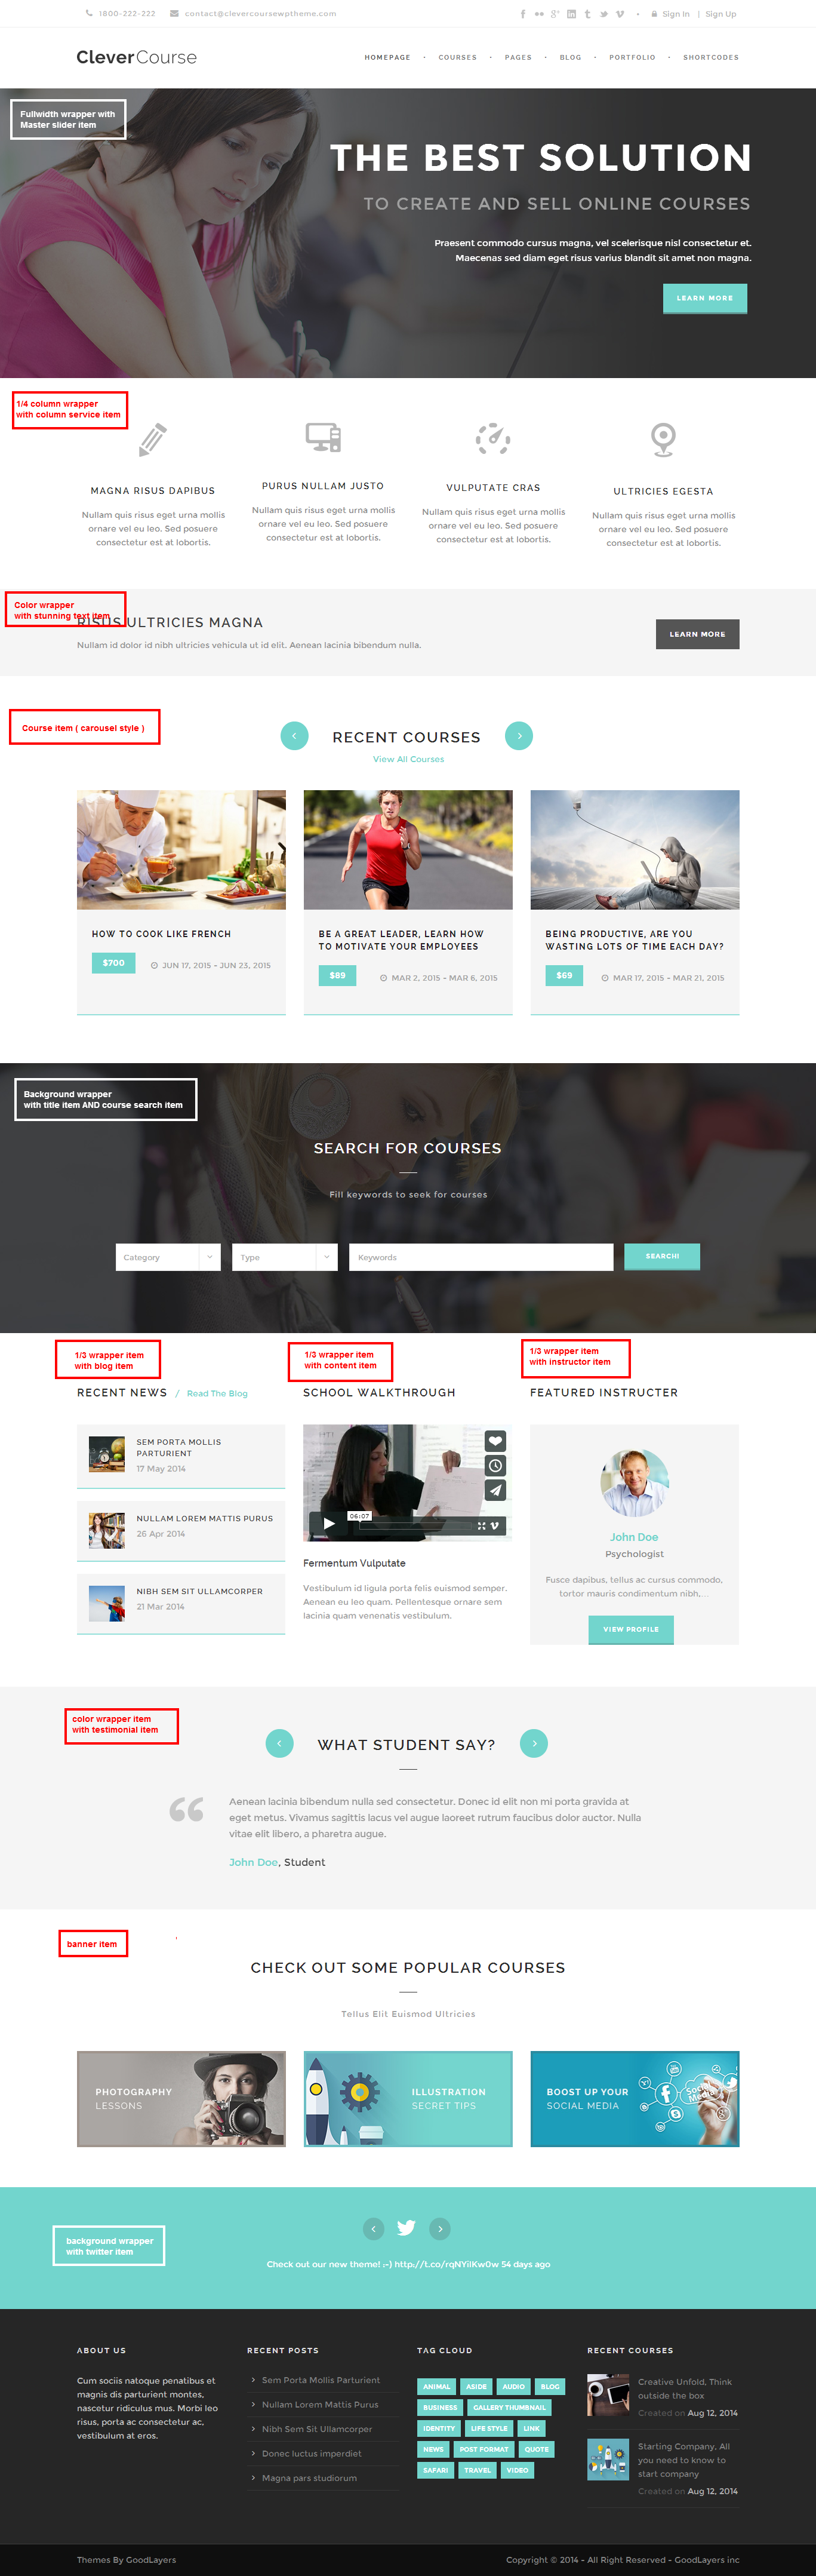 1800-222-222 contact@clevercoursewptheme.com Sign In | Sign Up
CleverCourse
HOMEPAGE • COURSES • PAGES • BLOG • PORTFOLIO • SHORTCODES
Fullwidth wrapper with
Master slider item
THE BEST SOLUTION
TO CREATE AND SELL ONLINE COURSES
Praesent commodo cursus magna, vel scelerisque nisl consectetur et.
Maecenas sed diam eget risus varius blandit sit amet non magna.
LEARN MORE
1/4 column wrapper
with column service item
MAGNA RISUS DAPIBUS
Nullam quis risus eget urna mollis
ornare vel eu leo. Sed posuere
consectetur est at lobortis.
PURUS NULLAM JUSTO
Nullam quis risus eget urna mollis
ornare vel eu leo. Sed posuere
consectetur est at lobortis.
VULPUTATE CRAS
Nullam quis risus eget urna mollis
ornare vel eu leo. Sed posuere
consectetur est at lobortis.
ULTRICIES EGESTA
Nullam quis risus eget urna mollis
ornare vel eu leo. Sed posuere
consectetur est at lobortis.
Color wrapper
with stunning text item
RISUS ULTRICIES MAGNA
Nullam id dolor id nibh ultricies vehicula ut id elit. Aenean lacinia bibendum nulla.
LEARN MORE
Course item ( carousel style )
RECENT COURSES
View All Courses
HOW TO COOK LIKE FRENCH
$700 JUN 17, 2015 - JUN 23, 2015
BE A GREAT LEADER, LEARN HOW
TO MOTIVATE YOUR EMPLOYEES
$89 MAR 2, 2015 - MAR 6, 2015
BEING PRODUCTIVE, ARE YOU
WASTING LOTS OF TIME EACH DAY?
$69 MAR 17, 2015 - MAR 21, 2015
Background wrapper
with title item AND course search item
SEARCH FOR COURSES
Fill keywords to seek for courses
Category Type Keywords SEARCH!
1/3 wrapper item
with blog item
RECENT NEWS / Read The Blog
SEM PORTA MOLLIS
PARTURIENT
17 May 2014
NULLAM LOREM MATTIS PURUS
26 Apr 2014
NIBH SEM SIT ULLAMCORPER
21 Mar 2014
1/3 wrapper item
with content item
SCHOOL WALKTHROUGH
06:07
Fermentum Vulputate
Vestibulum id ligula porta felis euismod semper.
Aenean eu leo quam. Pellentesque ornare sem
lacinia quam venenatis vestibulum.
1/3 wrapper item
with instructor item
FEATURED INSTRUCTER
John Doe
Psychologist
Fusce dapibus, tellus ac cursus commodo,
tortor mauris condimentum nibh,...
VIEW PROFILE
color wrapper item
with testimonial item
WHAT STUDENT SAY?
Aenean lacinia bibendum nulla sed consectetur. Donec id elit non mi porta gravida at
eget metus. Vivamus sagittis lacus vel augue laoreet rutrum faucibus dolor auctor. Nulla
vitae elit libero, a pharetra augue.
John Doe, Student
banner item
CHECK OUT SOME POPULAR COURSES
Tellus Elit Euismod Ultricies
PHOTOGRAPHY
LESSONS
ILLUSTRATION
SECRET TIPS
BOOST UP YOUR
SOCIAL MEDIA
background wrapper
with twitter item
Check out our new theme! :-) http://t.co/rqNYilKw0w 54 days ago
ABOUT US
Cum sociis natoque penatibus et
magnis dis parturient montes,
nascetur ridiculus mus. Morbi leo
risus, porta ac consectetur ac,
vestibulum at eros.
RECENT POSTS
Sem Porta Mollis Parturient
Nullam Lorem Mattis Purus
Nibh Sem Sit Ullamcorper
Donec luctus imperdiet
Magna pars studiorum
TAG CLOUD
ANIMAL ASIDE AUDIO BLOG
BUSINESS GALLERY THUMBNAIL
IDENTITY LIFE STYLE LINK
NEWS POST FORMAT QUOTE
SAFARI TRAVEL VIDEO
RECENT COURSES
Creative Unfold, Think
outside the box
Created on Aug 12, 2014
Starting Company, All
you need to know to
start company
Created on Aug 12, 2014
Themes By GoodLayers
Copyright © 2014 - All Right Reserved - GoodLayers inc